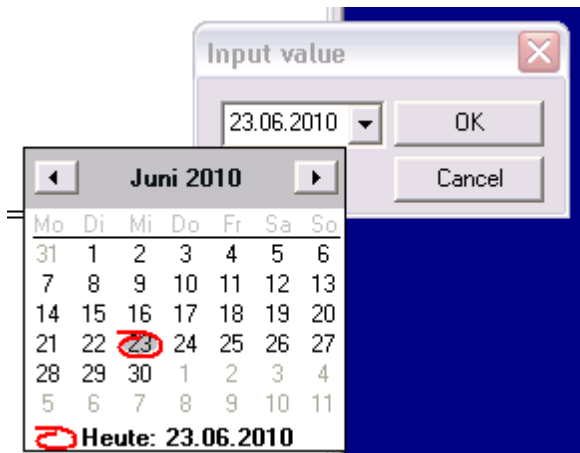 Input value
23.06.2010 OK
Cancel
Juni 2010
Mo Di Mi Do Fr Sa So
31 1 2 3 4 5 6
7 8 9 10 11 12 13
14 15 16 17 18 19 20
21 22 23 24 25 26 27
28 29 30 1 2 3 4
5 6 7 8 9 10 11
Heute: 23.06.2010